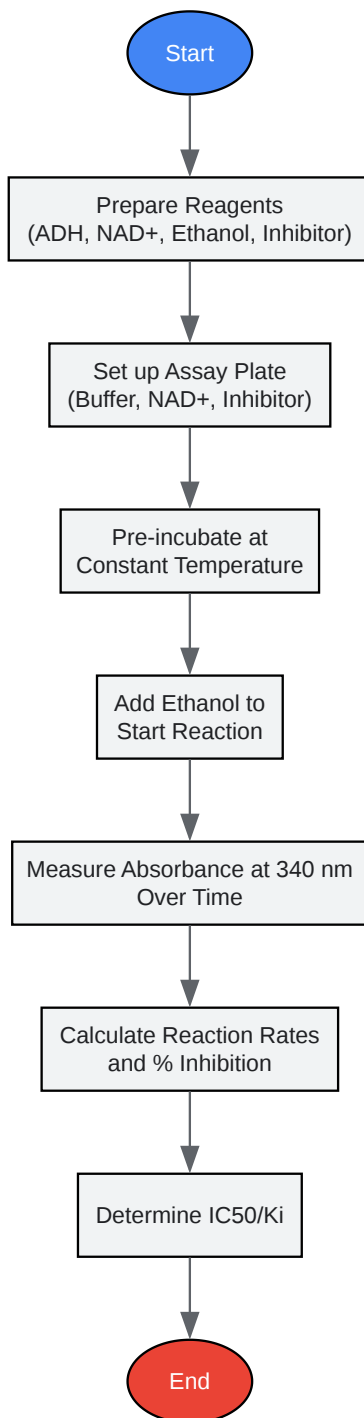 Start
Prepare Reagents
(ADH, NAD+, Ethanol, Inhibitor)
Set up Assay Plate
(Buffer, NAD+, Inhibitor)
Pre-incubate at
Constant Temperature
Add Ethanol to
Start Reaction
Measure Absorbance at 340 nm
Over Time
Calculate Reaction Rates
and % Inhibition
Determine IC50/Ki
End